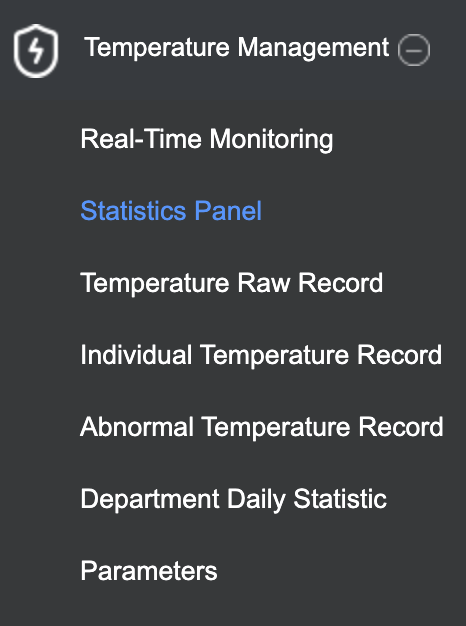 Temperature Management
Real-Time Monitoring
Statistics Panel
Temperature Raw Record
Individual Temperature Record
Abnormal Temperature Record
Department Daily Statistic
Parameters